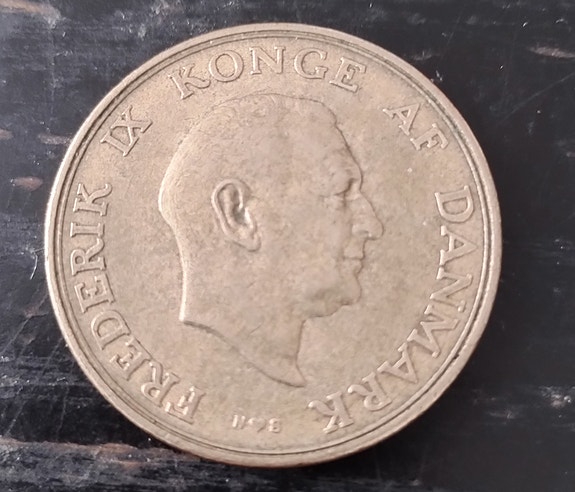 FREDERIK IX KONGE AF DANMARK